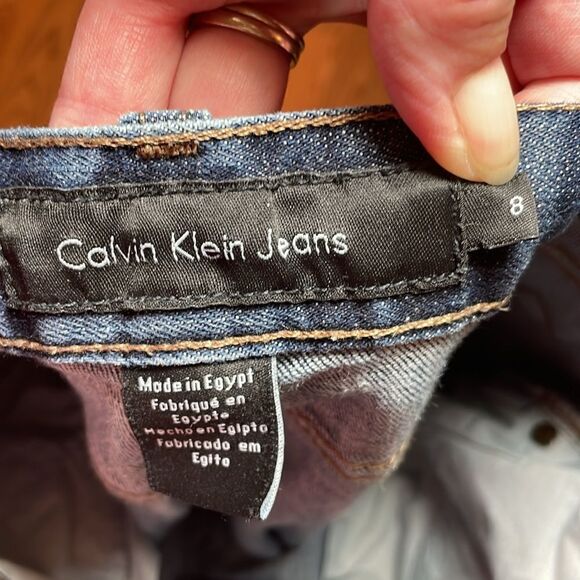 Calvin Klein Jeans
8
Made in Egypt
Fabriqué en
Egypte
Hecho en Egipto
Fabricado em
Egito